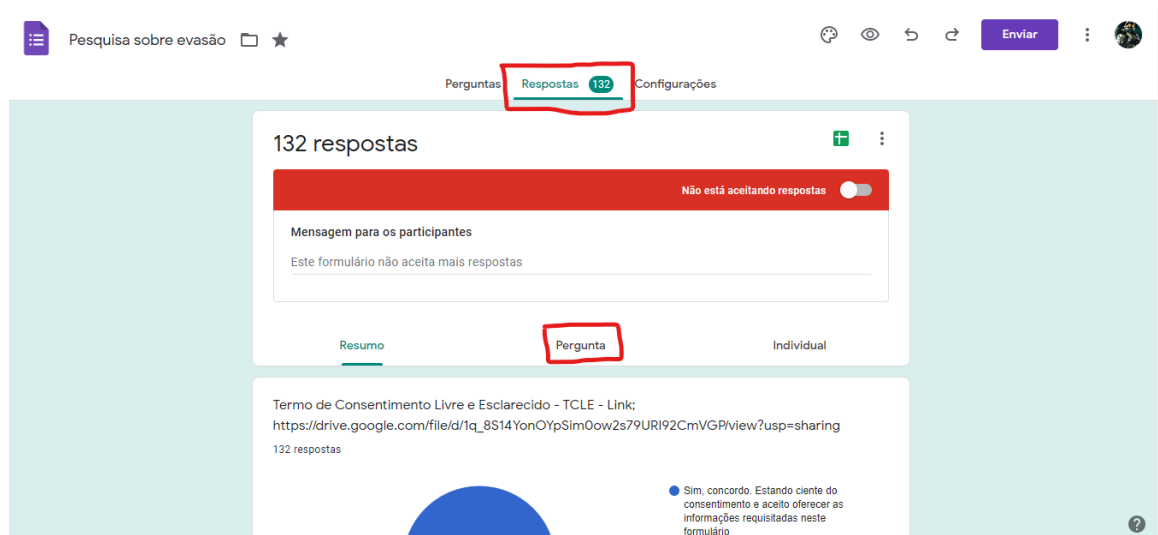 Pesquisa sobre evasão
Enviar
Perguntas Respostas 132 Configurações
132 respostas
Não está aceitando respostas
Mensagem para os participantes
Este formulário não aceita mais respostas
Resumo Pergunta Individual
Termo de Consentimento Livre e Esclarecido - TCLE - Link;
https://drive.google.com/file/d/1q_8S14YonOYpSim0ow2s79URl92CmVGP/view?usp=sharing
132 respostas
Sim, concordo. Estando ciente do
consentimento e aceito oferecer as
informações requisitadas neste
formulário